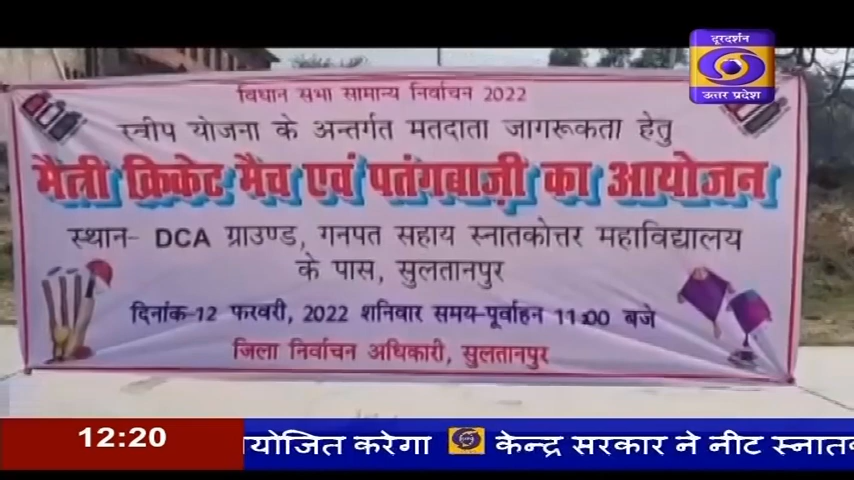 दूरदर्शन
उत्तर प्रदेश
विधान सभा सामान्य निर्वाचन 2022
स्वीप योजना के अन्तर्गत मतदाता जागरूकता हेतु
मैत्री क्रिकेट मैच एवं पतंगबाज़ी का आयोजन
स्थान- DCA ग्राउण्ड, गनपत सहाय स्नातकोत्तर महाविद्यालय
के पास, सुलतानपुर
दिनांक-12 फरवरी, 2022 शनिवार समय-पूर्वाहन 11:00 बजे
जिला निर्वाचन अधिकारी, सुलतानपुर
12:20 योजित करेगा केन्द्र सरकार ने नीट स्नातक